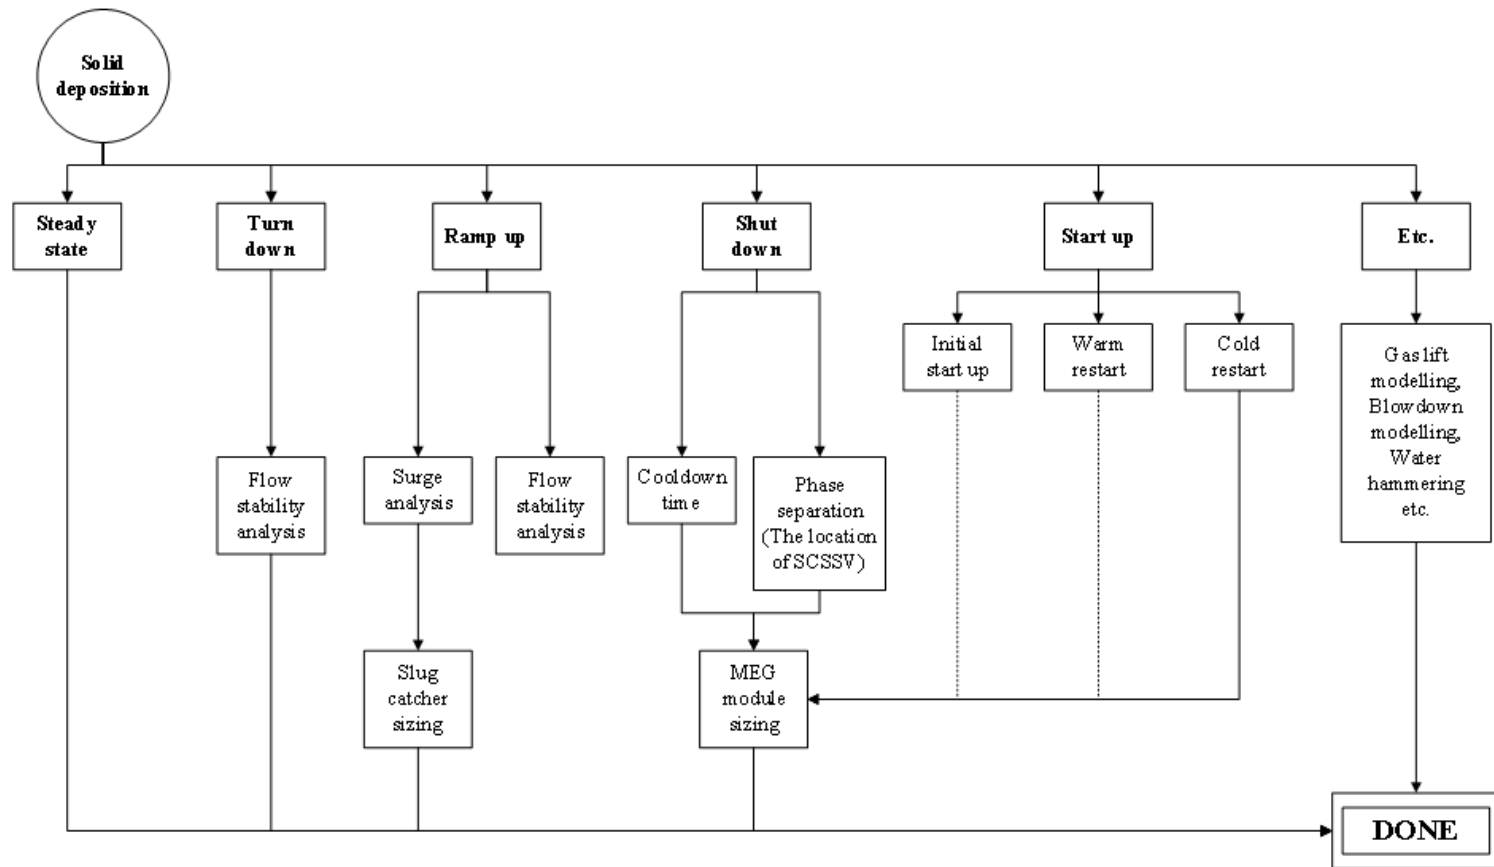 Solid
deposition
Steady
state
Turn
down
Ramp up
Shut
down
Start up
Etc.
Initial
start up
Warm
restart
Cold
restart
Gas lift
modelling,
Blowdown
modelling,
Water
hammering
etc.
Flow
stability
analysis
Surge
analysis
Flow
stability
analysis
Cooldown
time
Phase
separation
(The location
of SCSSV)
Slug
catcher
sizing
MEG
module
sizing
DONE